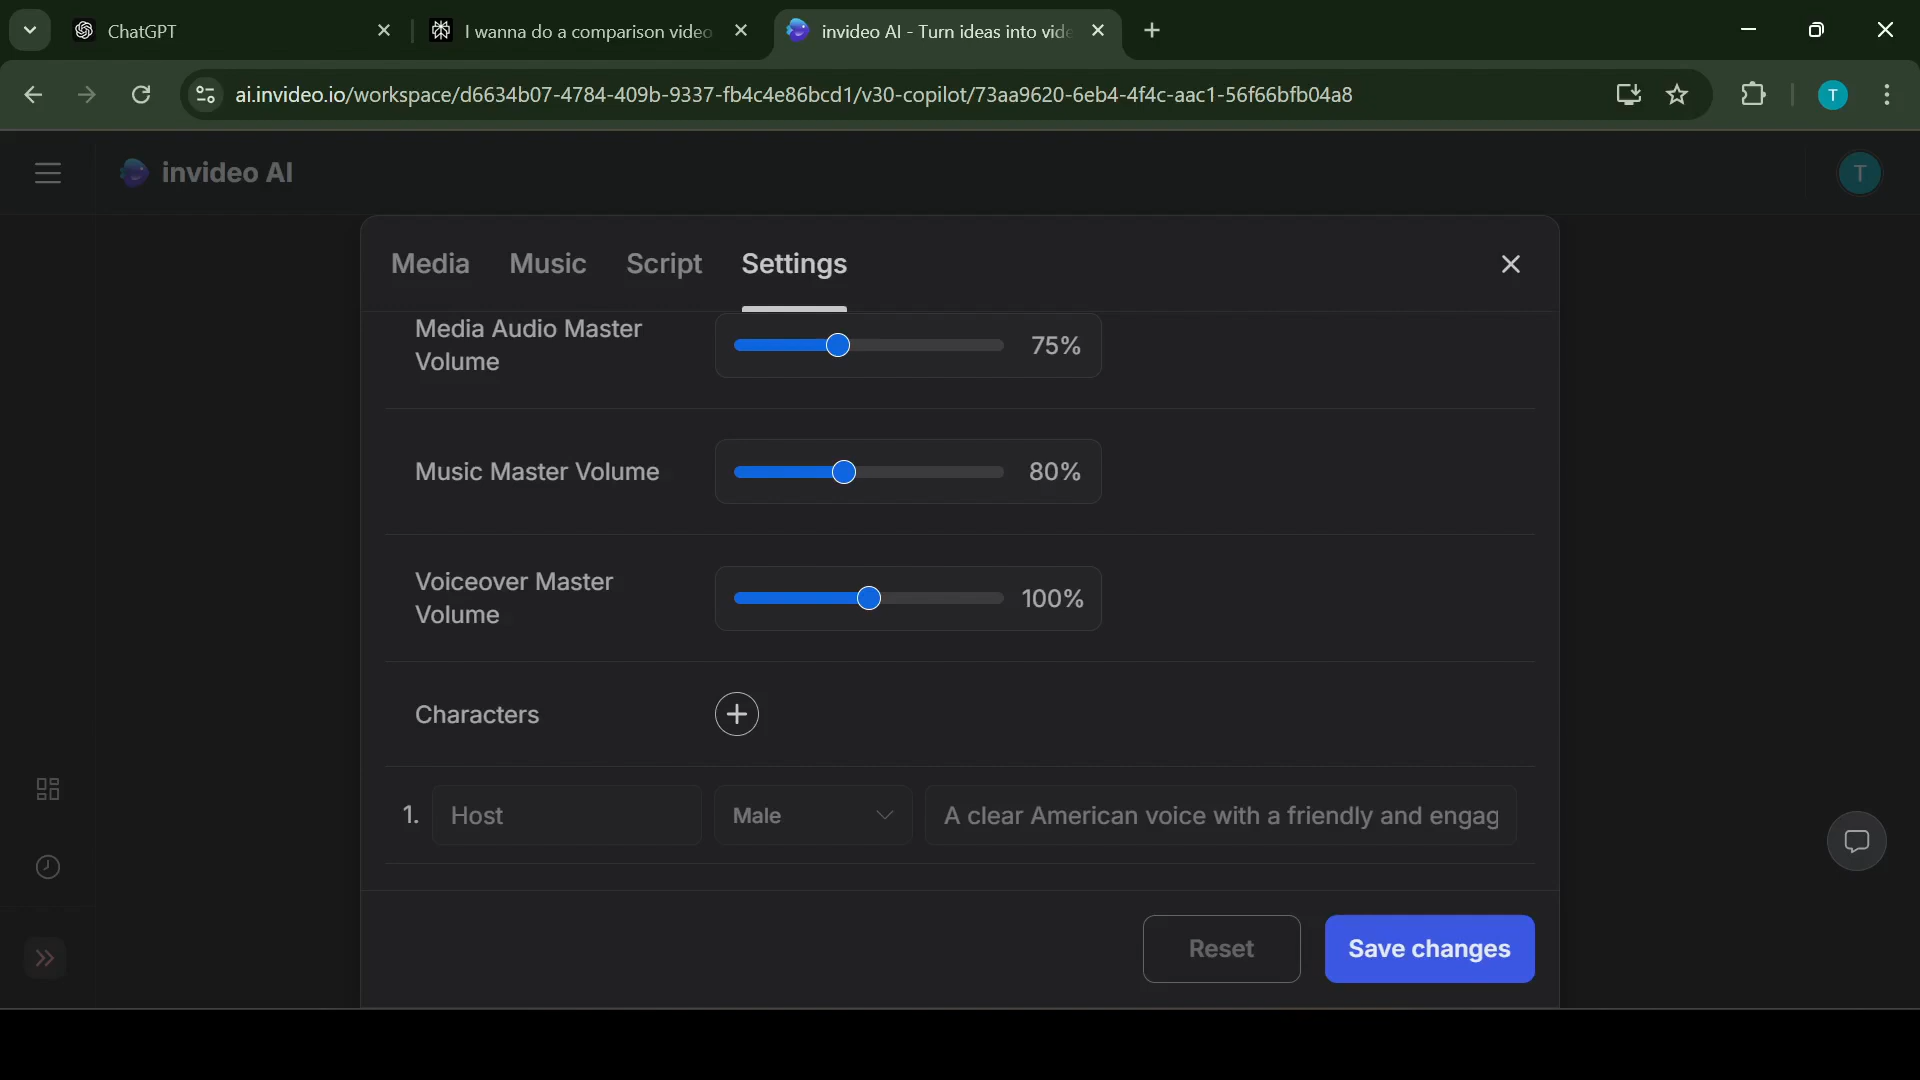 ChatGPT
I wanna do a comparison video
invideo AI - Turn ideas into vide
ai.invideo.io/workspace/d6634b07-4784-409b-9337-fb4c4e86bcd1/v30-copilot/73aa9620-6eb4-4f4c-aac1-56f66bfb04a8
T
invideo AI
T
Media Music Script Settings
Media Audio Master
Volume
75%
Music Master Volume
80%
Voiceover Master
Volume
100%
Characters
1. Host Male A clear American voice with a friendly and engag
Reset Save changes